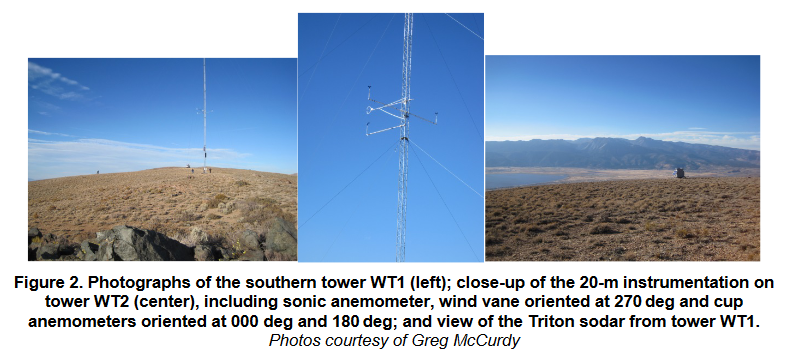 Figure 2. Photographs of the southern tower WT1 (left); close-up of the 20-m instrumentation on
tower WT2 (center), including sonic anemometer, wind vane oriented at 270 deg and cup
anemometers oriented at 000 deg and 180 deg; and view of the Triton sodar from tower WT1.
Photos courtesy of Greg McCurdy